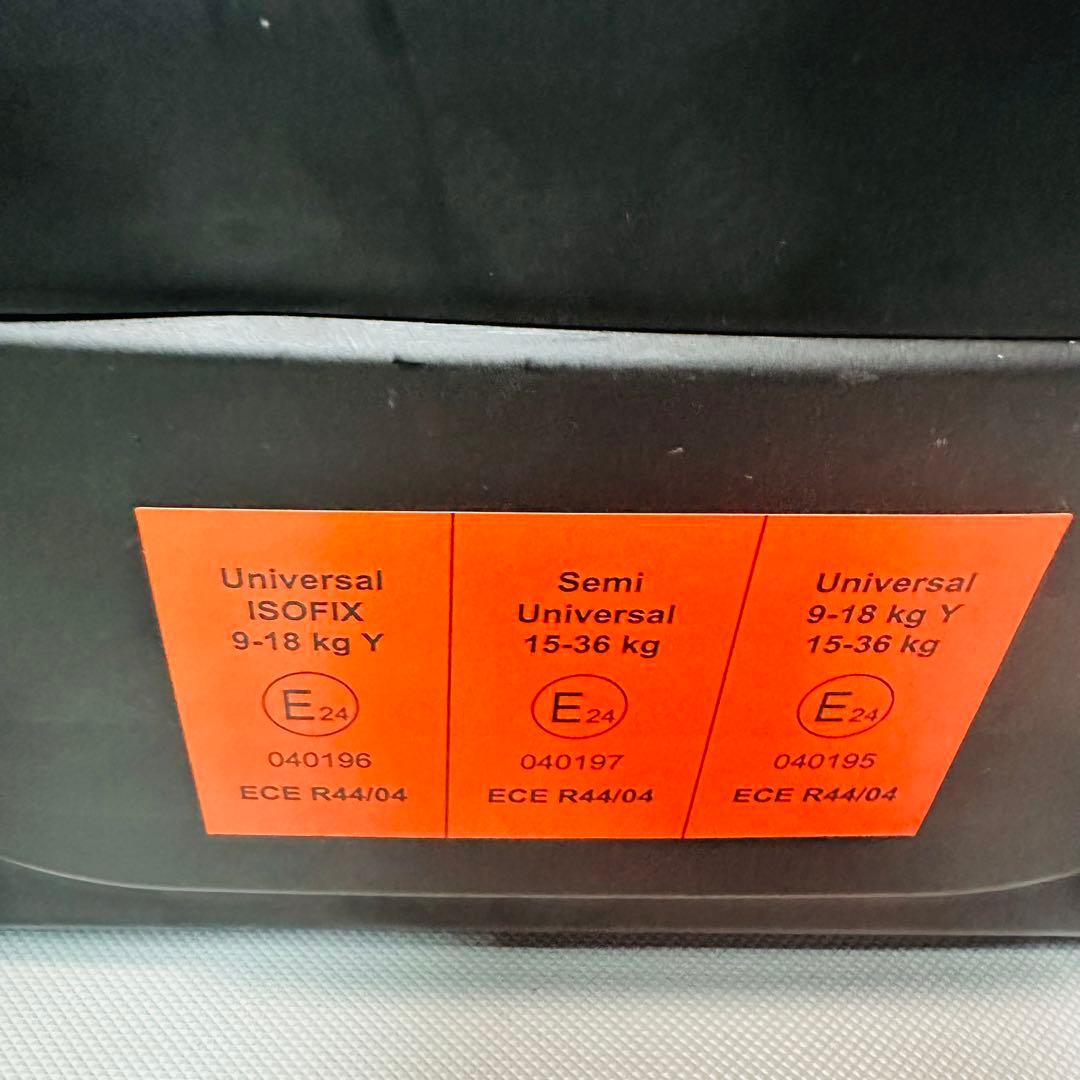 Universal
ISOFIX
9-18 kg Y
E24
040196
ECE R44/04
Semi
Universal
15-36 kg
E24
040197
ECE R44/04
Universal
9-18 kg Y
15-36 kg
E24
040195
ECE R44/04